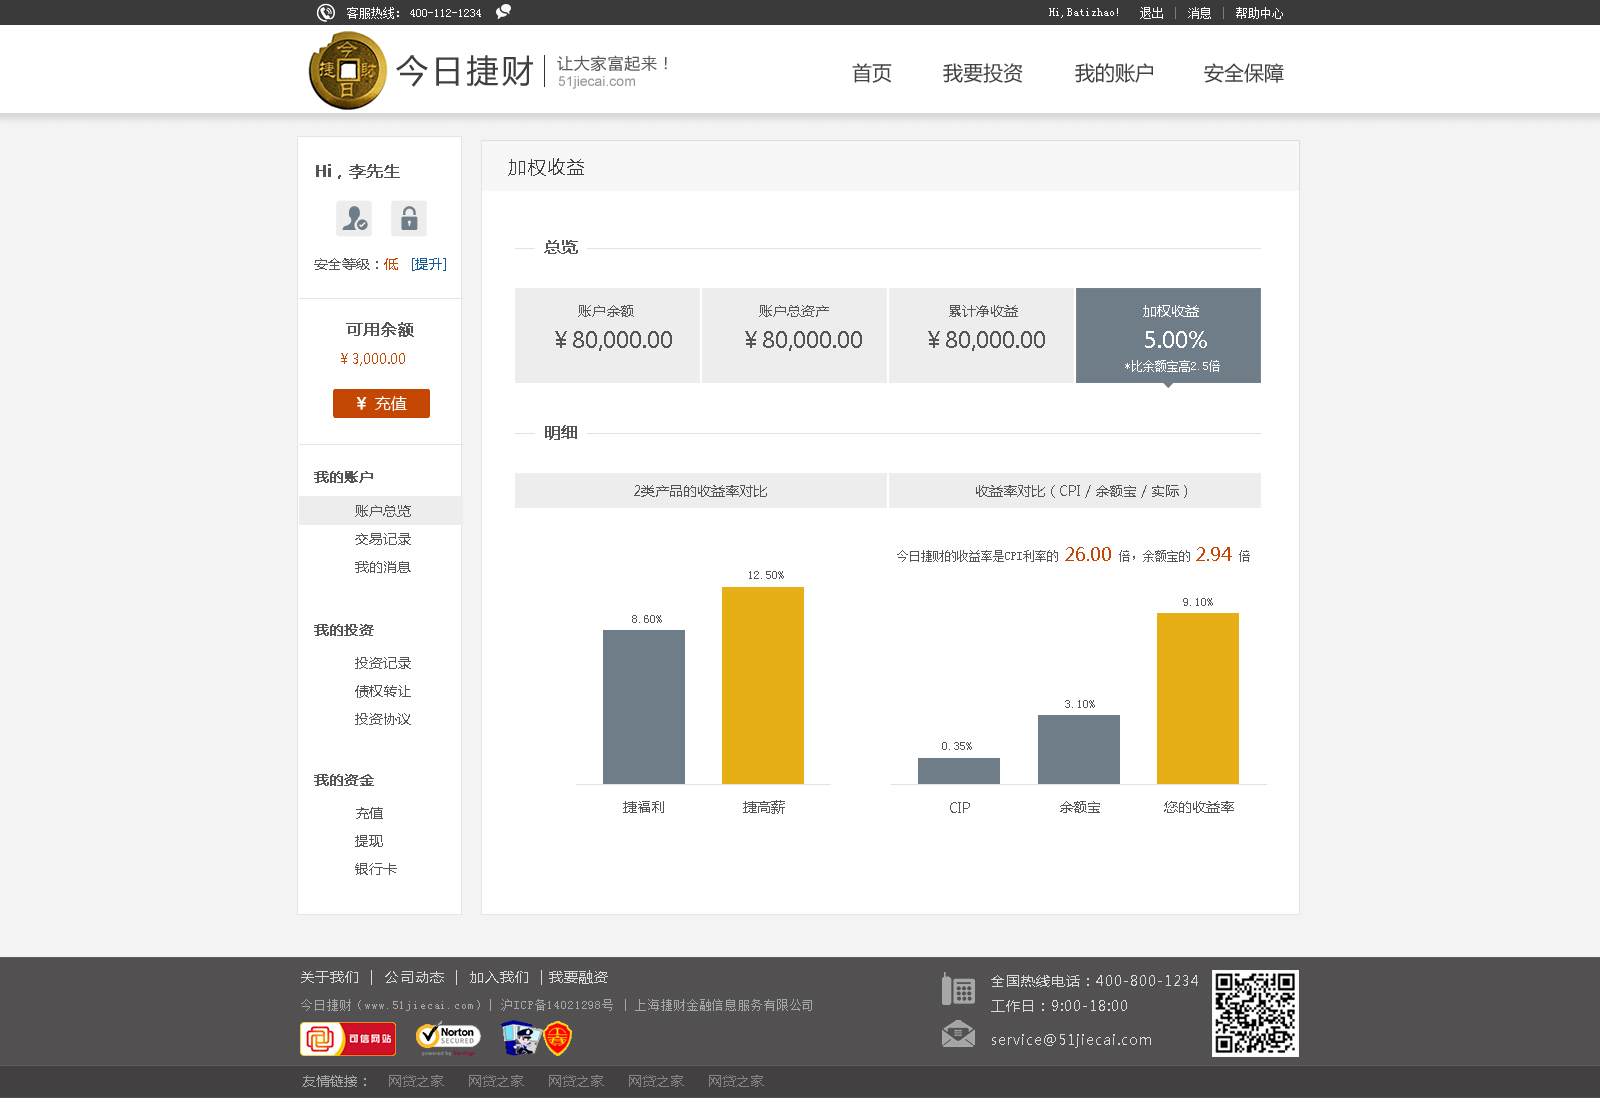 客服热线： 400-112-1234
Hi,Batizhao! 退出 | 消息 | 帮助中心
今 捷 财 日
今日捷财 | 让大家富起来！
51jiecai.com
首页 我要投资 我的账户 安全保障
Hi，李先生
安全等级：低 [提升]
可用余额
¥ 3,000.00
¥ 充值
我的账户
账户总览
交易记录
我的消息
我的投资
投资记录
债权转让
投资协议
我的资金
充值
提现
银行卡
加权收益
总览
账户余额
¥ 80,000.00
账户总资产
¥ 80,000.00
累计净收益
¥ 80,000.00
加权收益
5.00%
*比余额宝高2.5倍
明细
2类产品的收益率对比
收益率对比（CPI / 余额宝 / 实际）
今日捷财的收益率是CPI利率的 26.00 倍，余额宝的 2.94 倍
8.60%
12.50%
捷福利
捷高薪
0.35%
3.10%
9.10%
CIP
余额宝
您的收益率
关于我们 | 公司动态 | 加入我们 | 我要融资
今日捷财（www.51jiecai.com）| 沪ICP备14021298号 | 上海捷财金融信息服务有限公司
可信网站
Norton
SECURED
powered by VeriSign
全国热线电话：400-800-1234
工作日：9:00-18:00
service@51jiecai.com
友情链接： 网贷之家 网贷之家 网贷之家 网贷之家 网贷之家